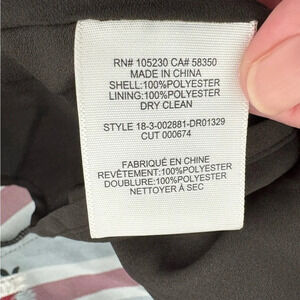 RN# 105230 CA# 58350
MADE IN CHINA
SHELL:100%POLYESTER
LINING:100%POLYESTER
DRY CLEAN
STYLE 18-3-002881-DR01329
CUT 000674
FABRIQUÉ EN CHINE
REVÊTEMENT:100%POLYESTER
DOUBLURE:100%POLYESTER
NETTOYER À SEC